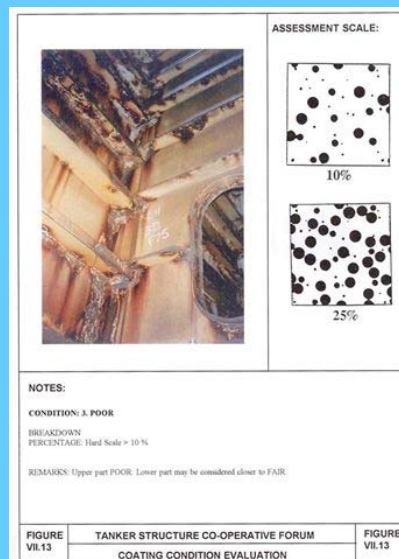 ASSESSMENT SCALE:
10%
25%
NOTES:
CONDITION: 3. POOR
BREAKDOWN
PERCENTAGE: Hard Scale > 10 %
REMARKS: Upper part POOR. Lower part may be considered closer to FAIR.
FIGURE
VII.13
TANKER STRUCTURE CO-OPERATIVE FORUM
COATING CONDITION EVALUATION
FIGURE
VII.13